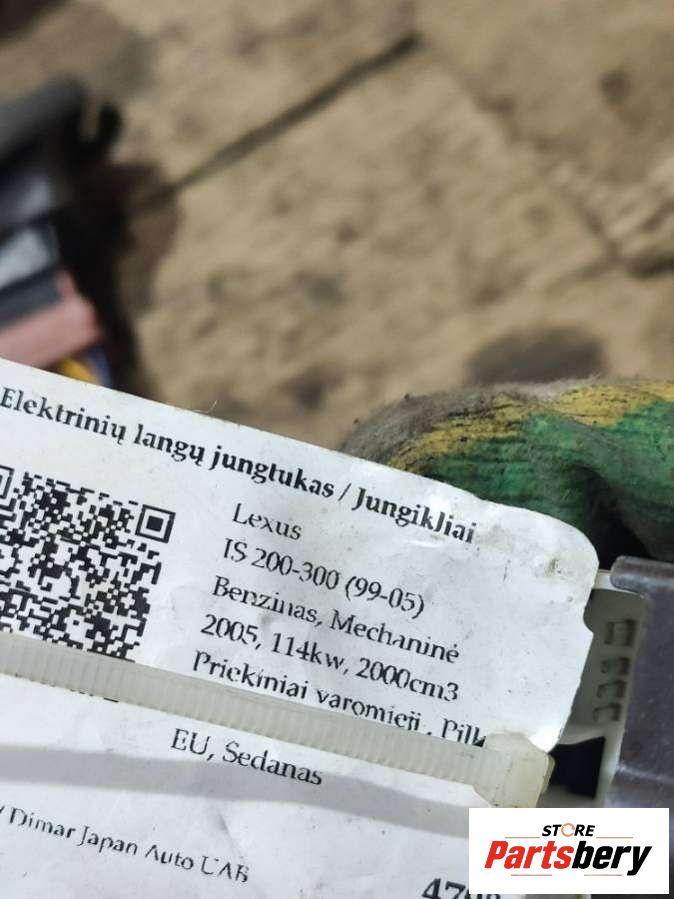 Elektrinių langų jungtukas / Jungikliai
Lexus
IS 200-300 (99-05)
Benzinas, Mechaninė
2005, 114kw, 2000cm3
Priekiniai varomieji,
EU, Sedanas
/ Dimar Japan Auto UAB
STORE
Partsbery